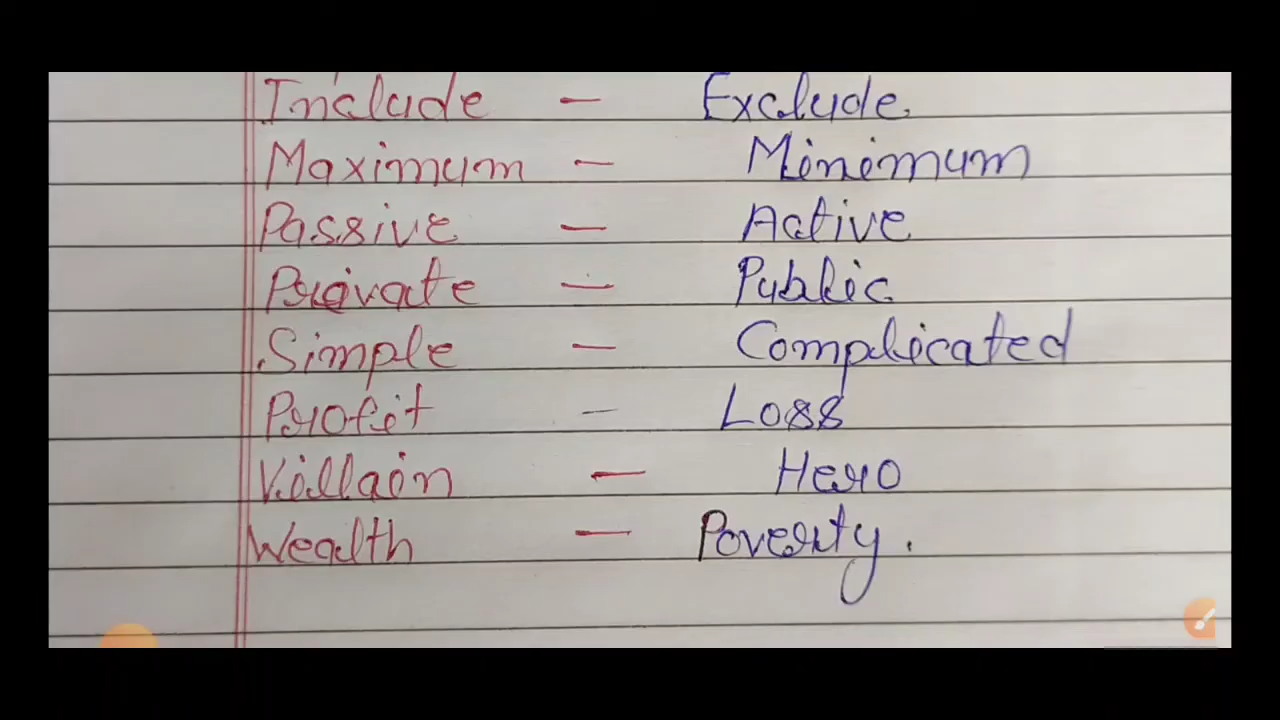 Include - Exclude.
Maximum - Minimum
Passive - Active
Private - Public
Simple - Complicated
Profit - Loss
Villain - Hero
Wealth - Poverty.